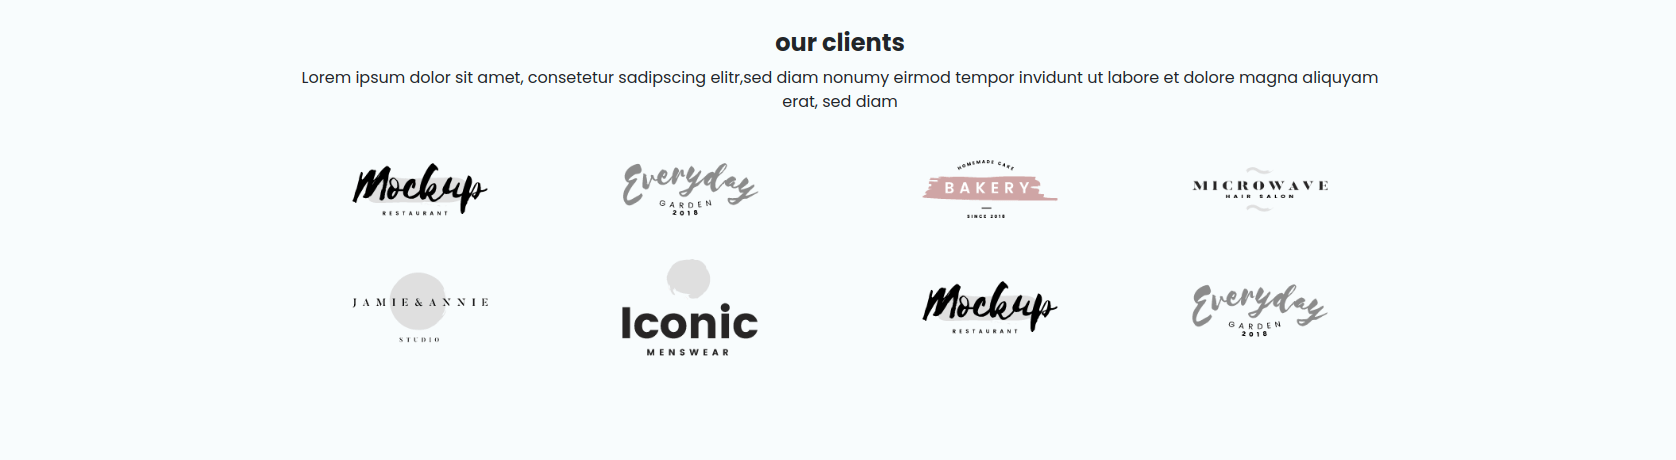 our clients
Lorem ipsum dolor sit amet, consetetur sadipscing elitr,sed diam nonumy eirmod tempor invidunt ut labore et dolore magna aliquyam
erat, sed diam
Mockup
RESTAURANT
Everyday
GARDEN
2018
HOMEMADE CAKE
BAKERY
SINCE 2018
MICROWAVE
HAIR SALON
JAMIE & ANNIE
STUDIO
Iconic
MENSWEAR
Mockup
RESTAURANT
Everyday
GARDEN
2018